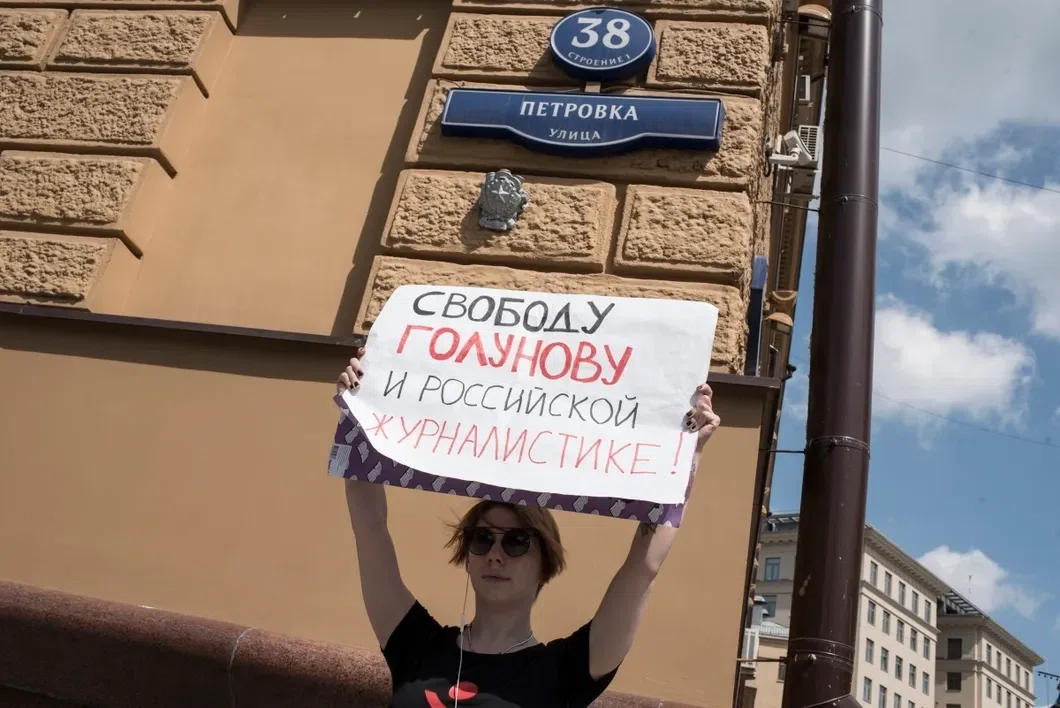 38
СТРОЕНИЕ 1
ПЕТРОВКА
УЛИЦА
СВОБОДУ
ГОЛУНОВУ
И РОССИЙСКОЙ
ЖУРНАЛИСТИКЕ!